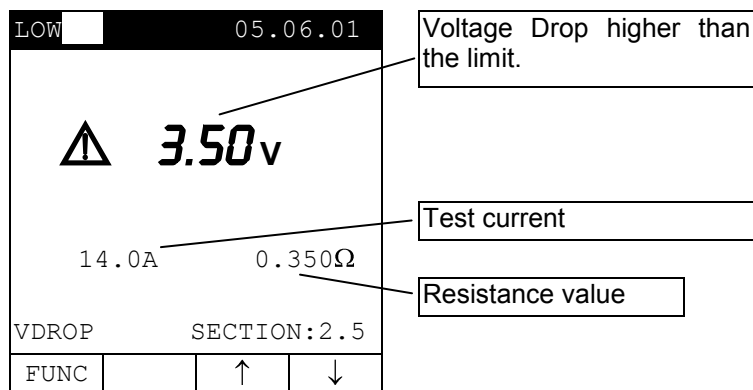 LOW 05.06.01
Voltage Drop higher than
the limit.
3.50 V
Test current
14.0A 0.350Ω
Resistance value
VDROP SECTION:2.5
FUNC ↑ ↓